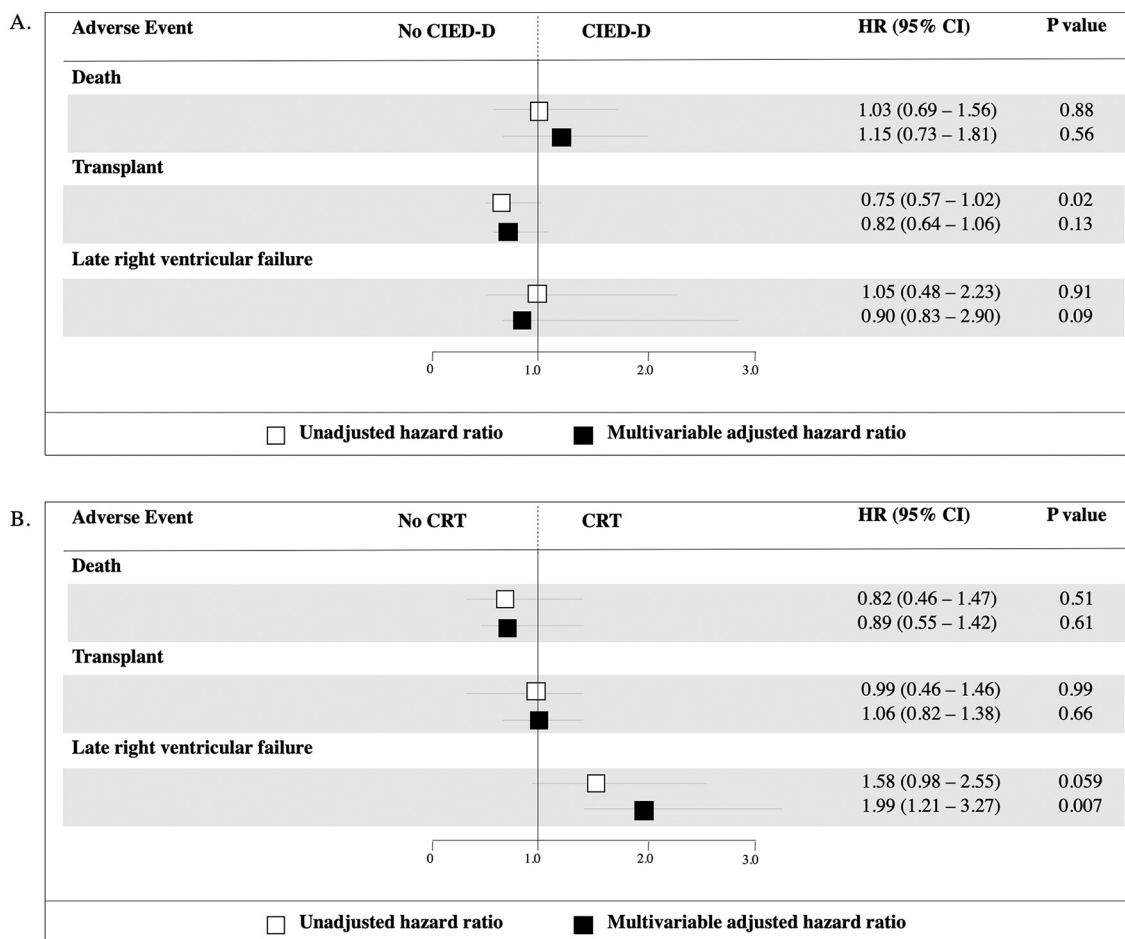 A.
Adverse Event No CIED-D CIED-D HR (95% CI) P value
Death
1.03 (0.69 – 1.56) 0.88
1.15 (0.73 – 1.81) 0.56
Transplant
0.75 (0.57 – 1.02) 0.02
0.82 (0.64 – 1.06) 0.13
Late right ventricular failure
1.05 (0.48 – 2.23) 0.91
0.90 (0.83 – 2.90) 0.09
0 1.0 2.0 3.0
Unadjusted hazard ratio Multivariable adjusted hazard ratio
B.
Adverse Event No CRT CRT HR (95% CI) P value
Death
0.82 (0.46 – 1.47) 0.51
0.89 (0.55 – 1.42) 0.61
Transplant
0.99 (0.46 – 1.46) 0.99
1.06 (0.82 – 1.38) 0.66
Late right ventricular failure
1.58 (0.98 – 2.55) 0.059
1.99 (1.21 – 3.27) 0.007
0 1.0 2.0 3.0
Unadjusted hazard ratio Multivariable adjusted hazard ratio